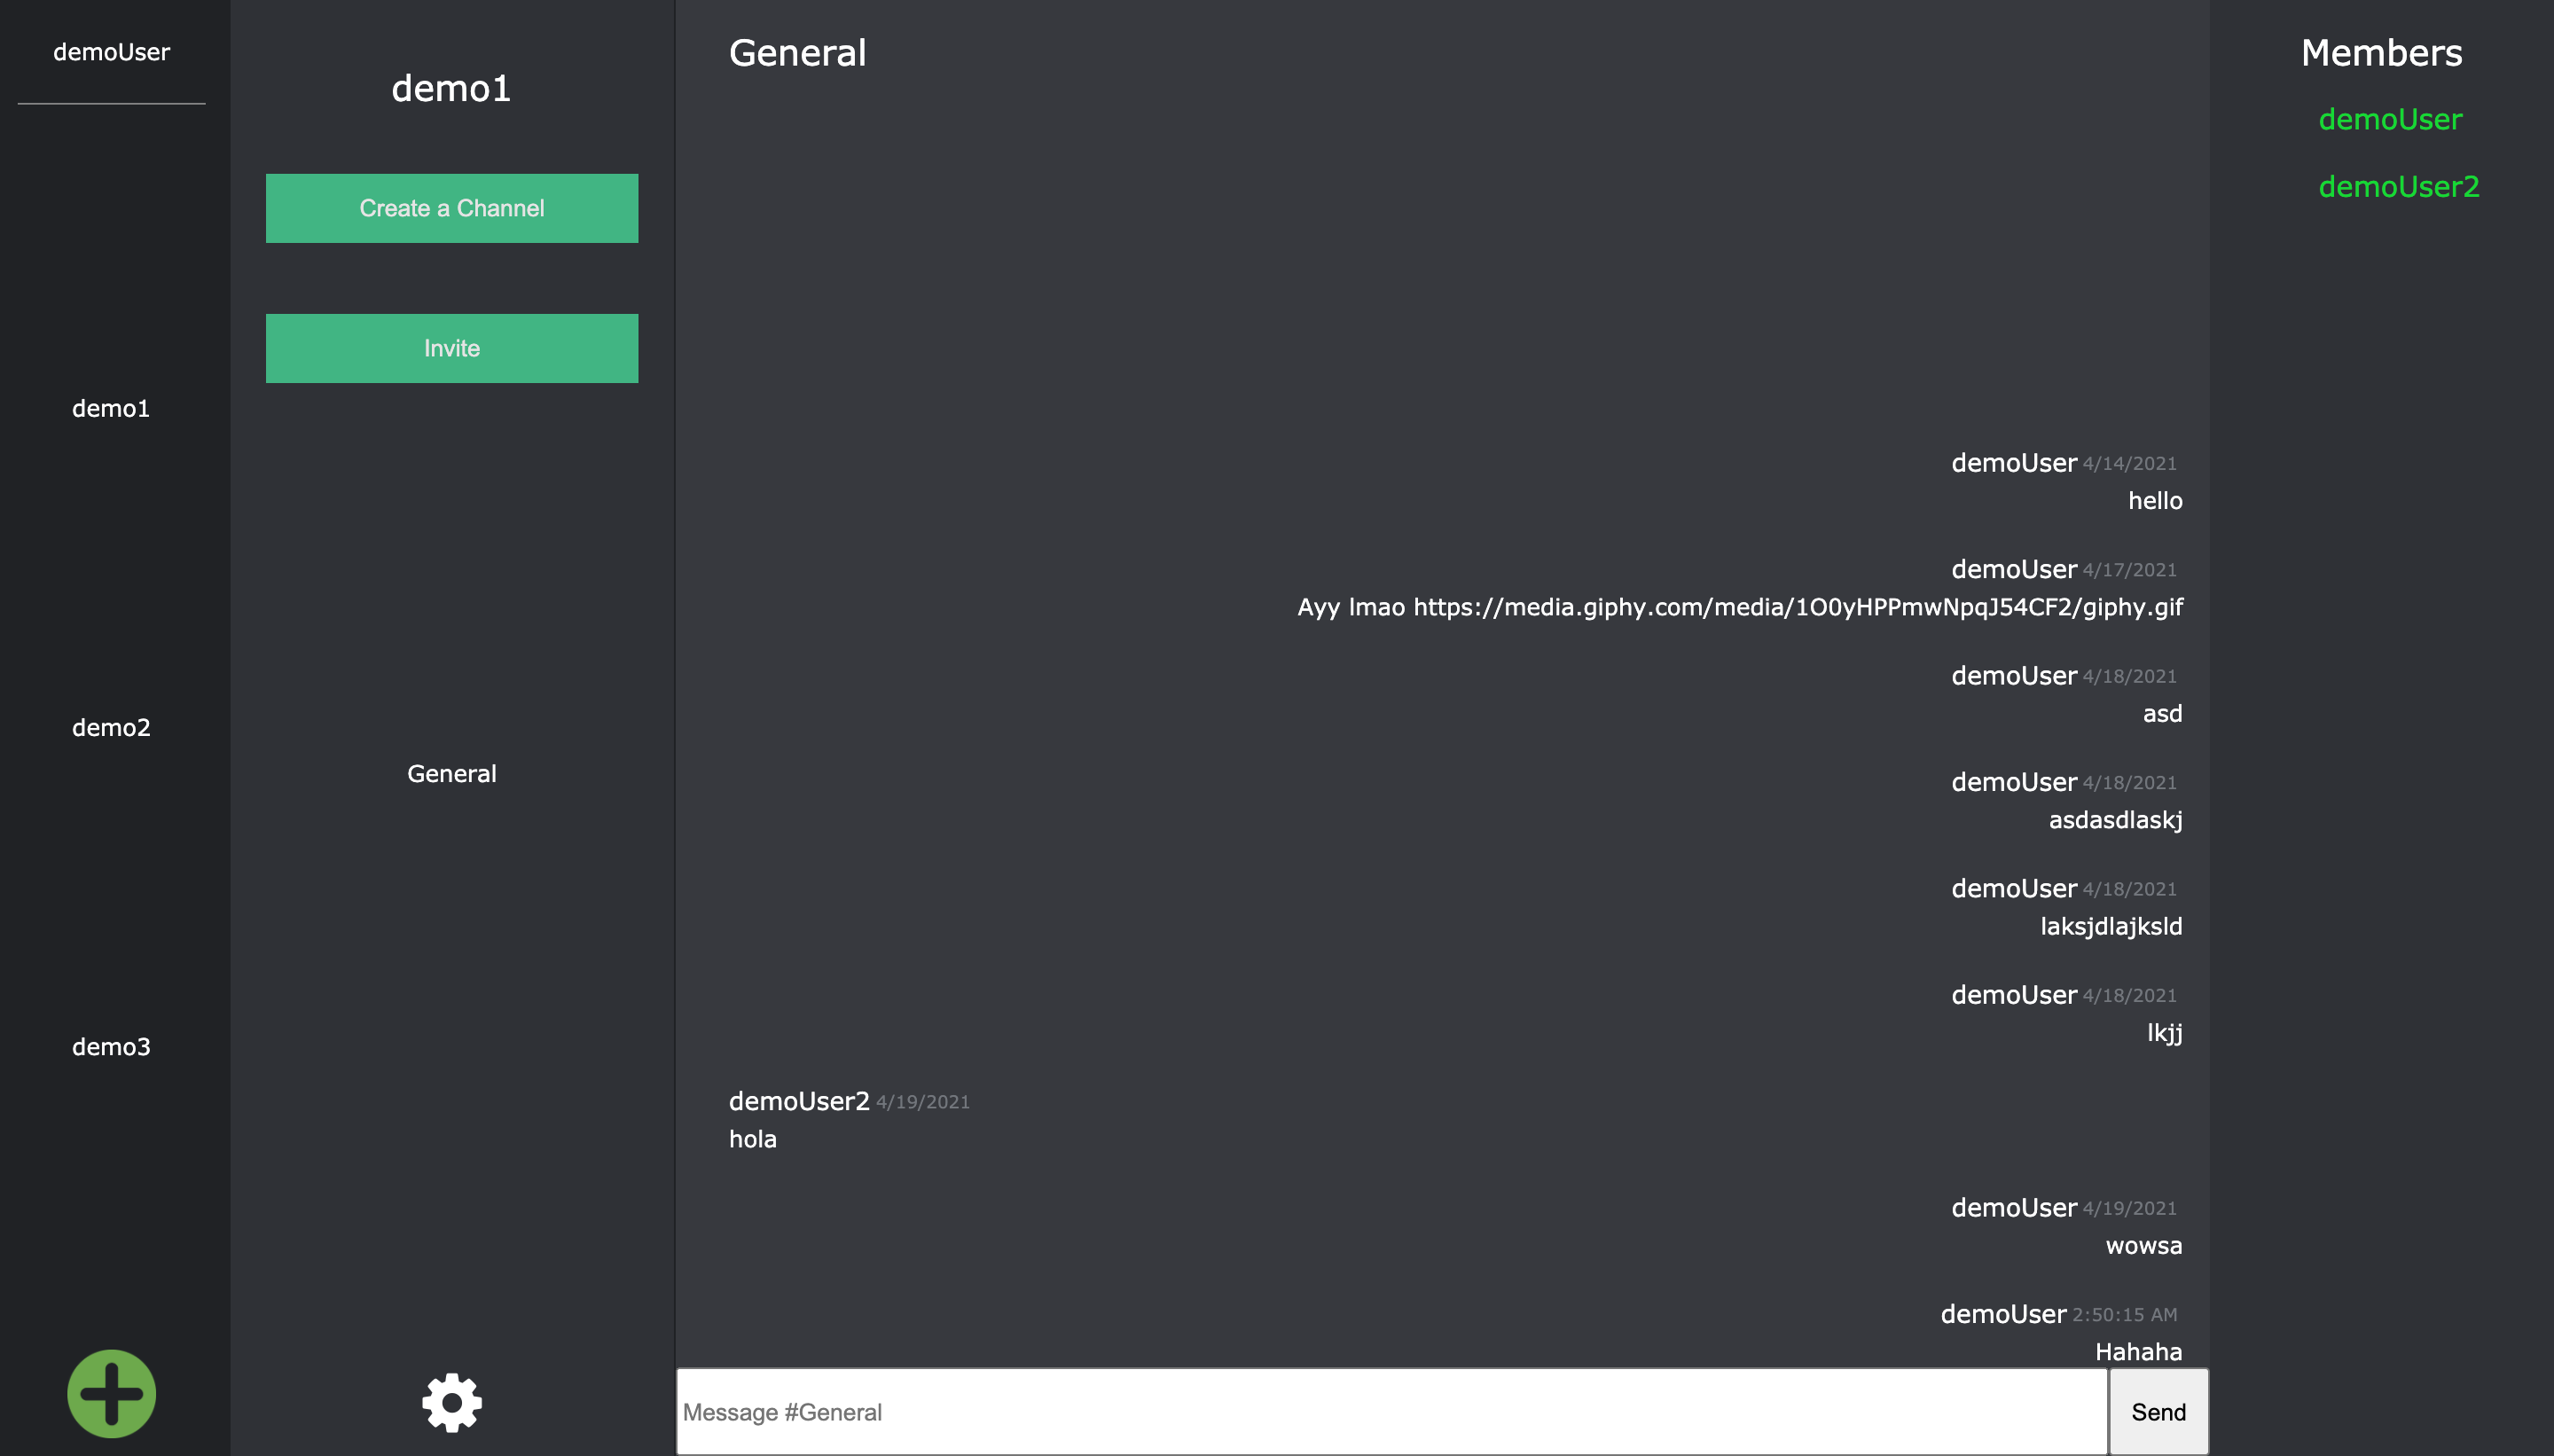 demoUser
demo1
demo2
demo3
demo1
Create a Channel
Invite
General
General
demoUser 4/14/2021
hello
demoUser 4/17/2021
Ayy lmao https://media.giphy.com/media/1O0yHPPmwNpqJ54CF2/giphy.gif
demoUser 4/18/2021
asd
demoUser 4/18/2021
asdasdlaskj
demoUser 4/18/2021
laksjdlajksld
demoUser 4/18/2021
lkjj
demoUser2 4/19/2021
hola
demoUser 4/19/2021
wowsa
demoUser 2:50:15 AM
Hahaha
Message #General
Send
Members
demoUser
demoUser2